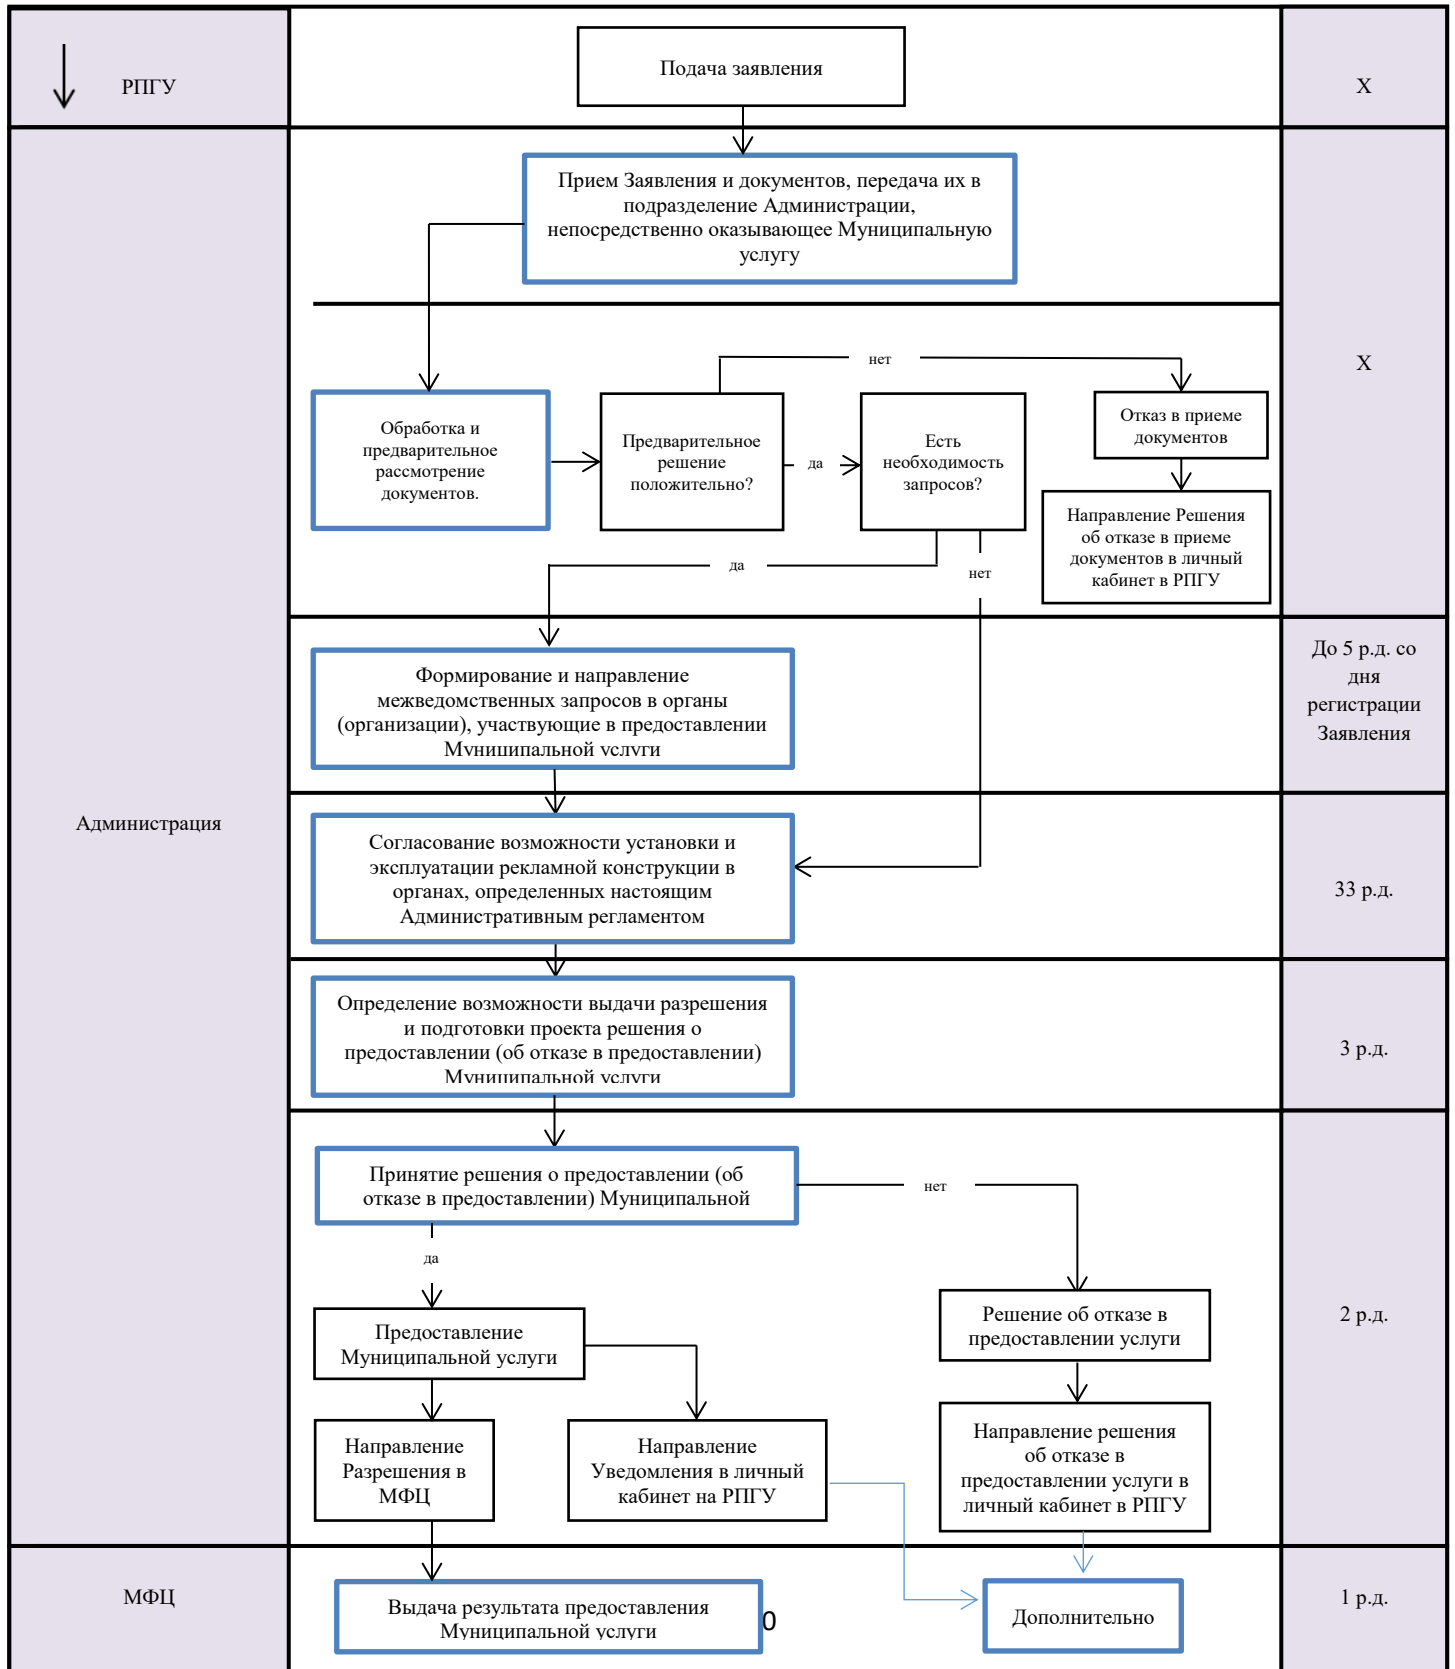 РПГУ
Подача заявления
X
Прием Заявления и документов, передача их в
подразделение Администрации,
непосредственно оказывающее Муниципальную
услугу
X
нет
Обработка и
предварительное
рассмотрение
документов.
Предварительное
решение
положительно?
да
Есть
необходимость
запросов?
Отказ в приеме
документов
Направление Решения
об отказе в приеме
документов в личный
кабинет в РПГУ
да
нет
Администрация
Формирование и направление
межведомственных запросов в органы
(организации), участвующие в предоставлении
Муниципальной услуги
До 5 р.д. со
дня
регистрации
Заявления
Согласование возможности установки и
эксплуатации рекламной конструкции в
органах, определенных настоящим
Административным регламентом
33 р.д.
Определение возможности выдачи разрешения
и подготовки проекта решения о
предоставлении (об отказе в предоставлении)
Муниципальной услуги
3 р.д.
Принятие решения о предоставлении (об
отказе в предоставлении) Муниципальной
нет
да
Предоставление
Муниципальной услуги
Решение об отказе в
предоставлении услуги
2 р.д.
Направление
Разрешения в
МФЦ
Направление
Уведомления в личный
кабинет на РПГУ
Направление решения
об отказе в
предоставлении услуги в
личный кабинет в РПГУ
МФЦ
Выдача результата предоставления
Муниципальной услуги
0
Дополнительно
1 р.д.